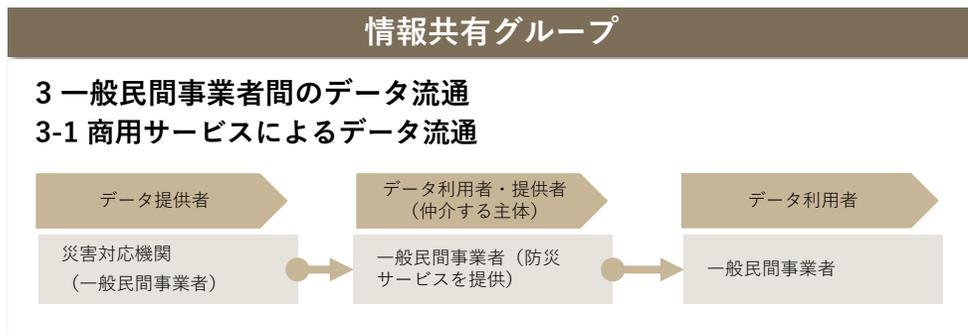 情報共有グループ
3 一般民間事業者間のデータ流通
3-1 商用サービスによるデータ流通
データ提供者
データ利用者・提供者
（仲介する主体）
データ利用者
災害対応機関
（一般民間事業者）
一般民間事業者（防災
サービスを提供）
一般民間事業者